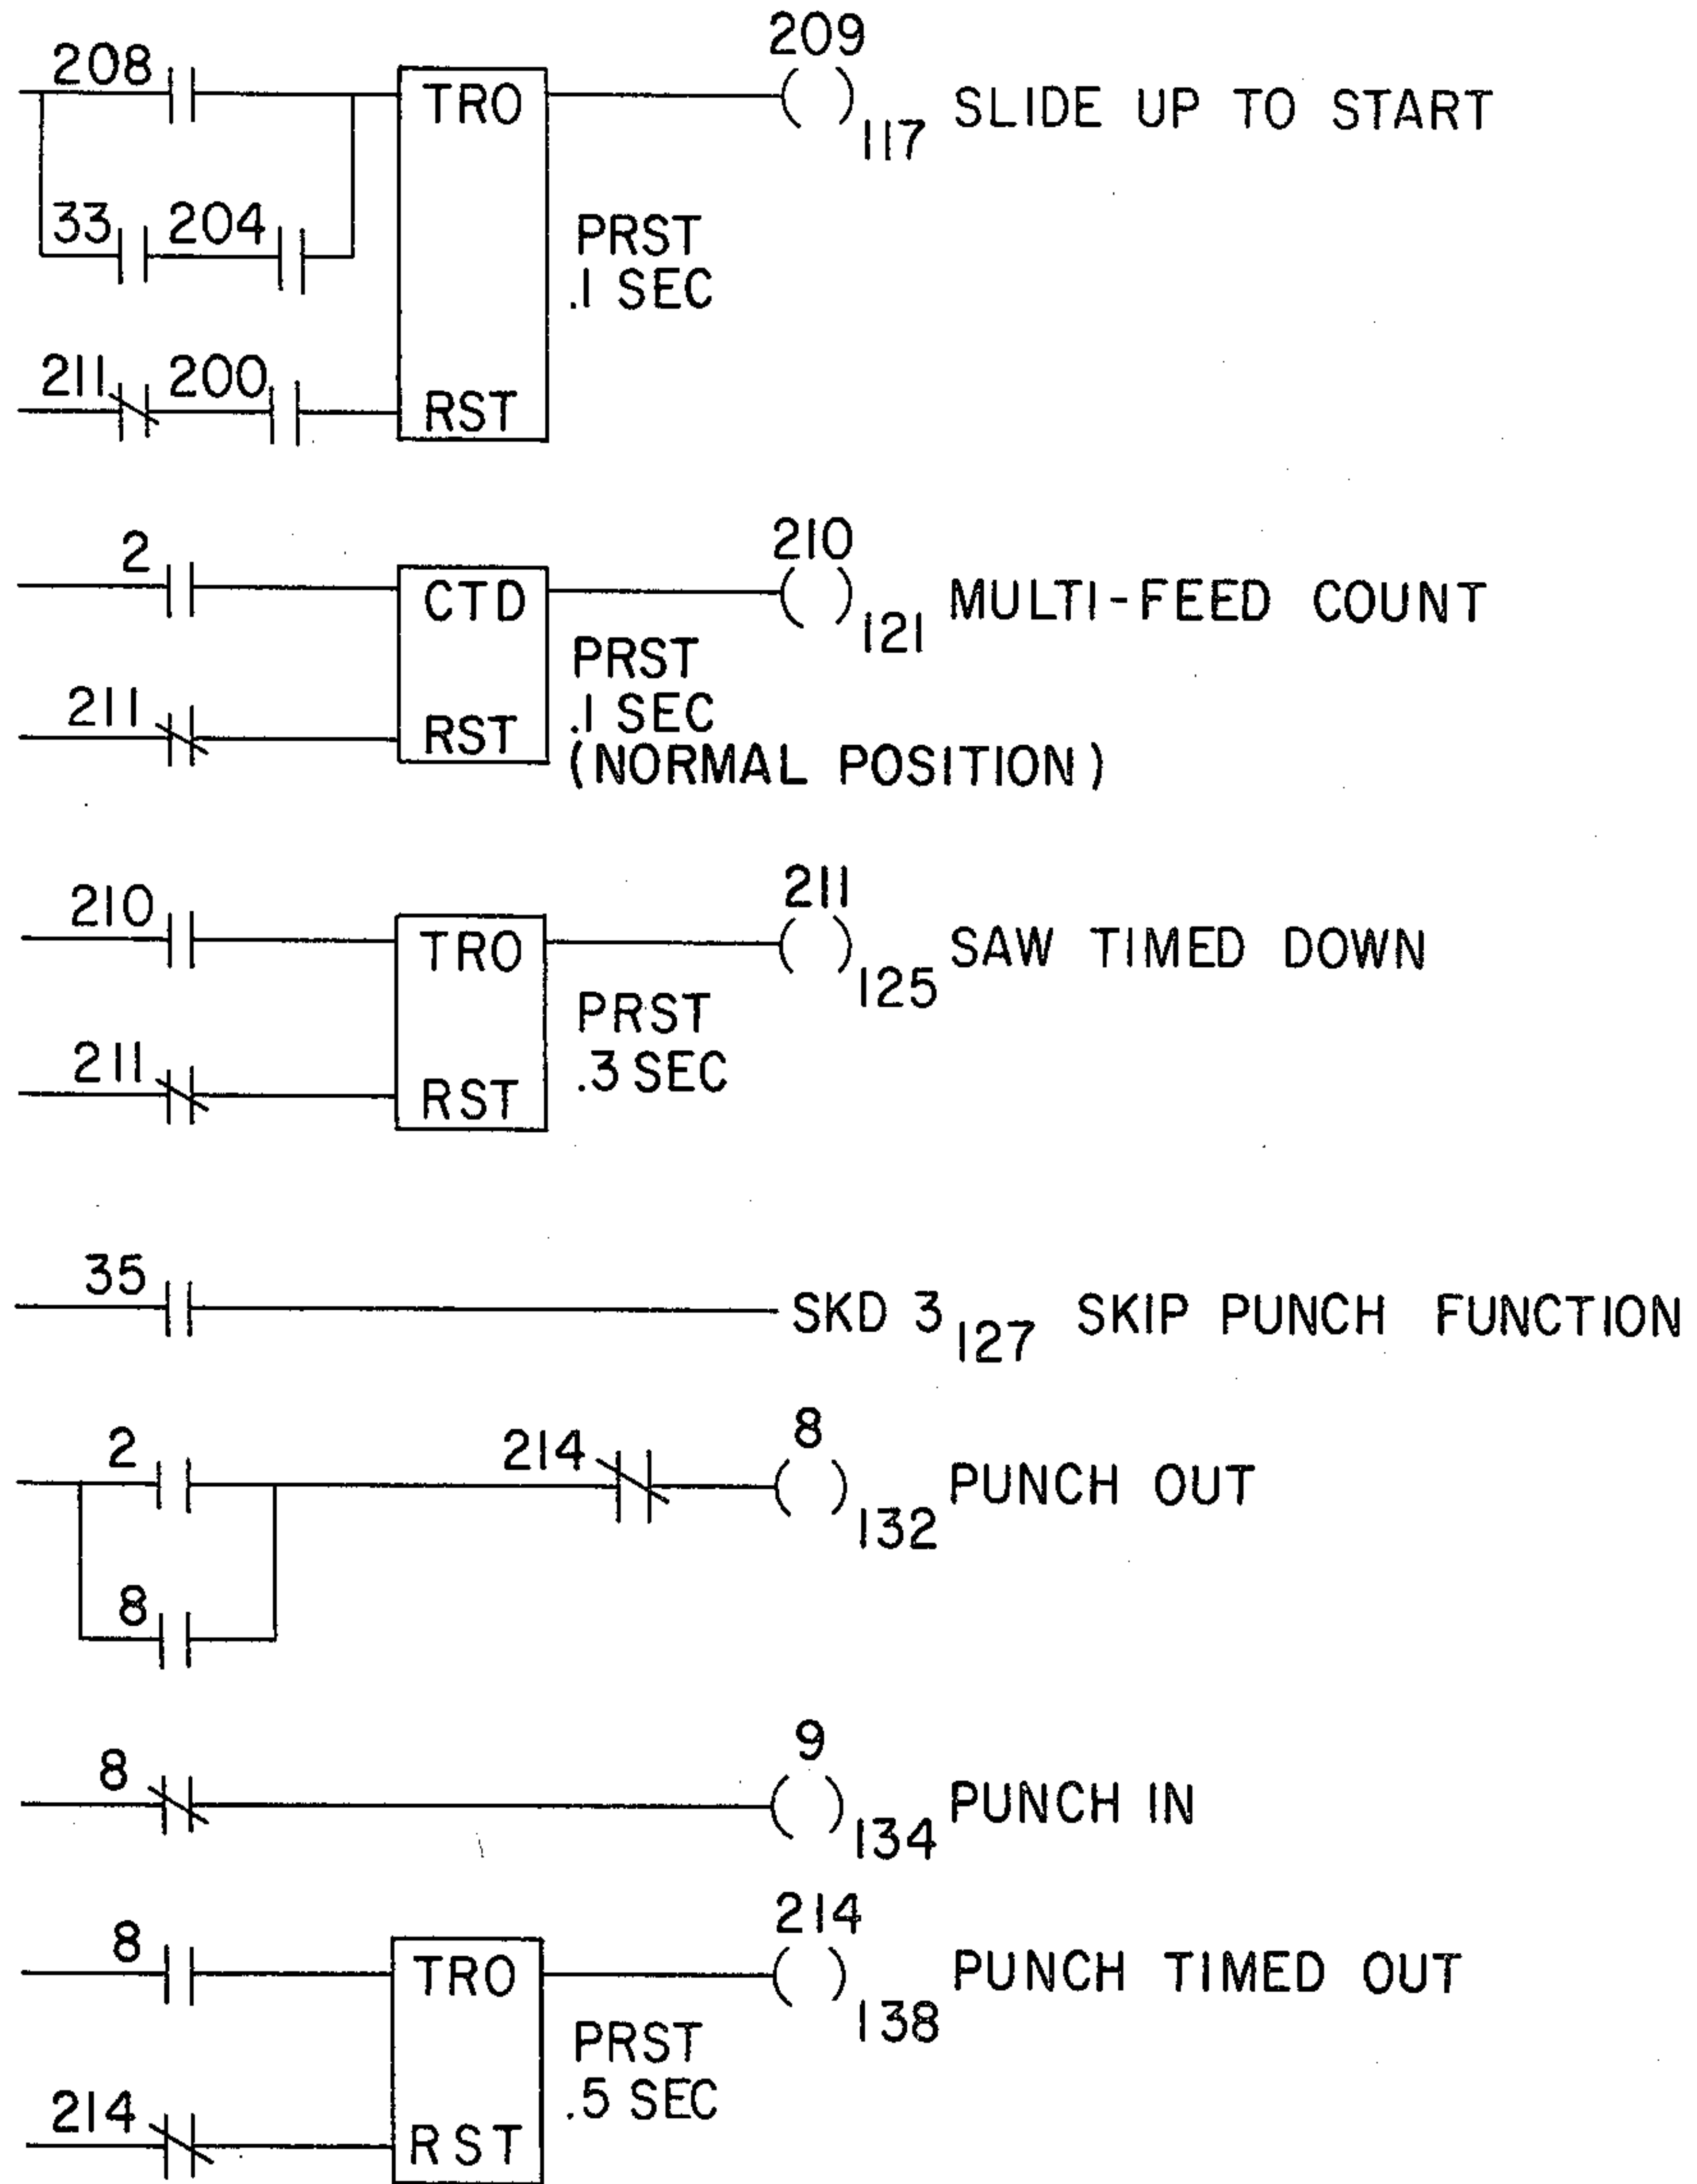 209
208
TRO
117 SLIDE UP TO START
33 204
PRST
.1 SEC
211 200
RST
210
2
CTD
121 MULTI-FEED COUNT
PRST
.1 SEC
211
RST
(NORMAL POSITION)
211
210
TRO
125 SAW TIMED DOWN
PRST
.3 SEC
211
RST
35
SKD 3 127 SKIP PUNCH FUNCTION
8
2 214
132 PUNCH OUT
8
9
8
134 PUNCH IN
214
8
TRO
138 PUNCH TIMED OUT
PRST
.5 SEC
214
RST